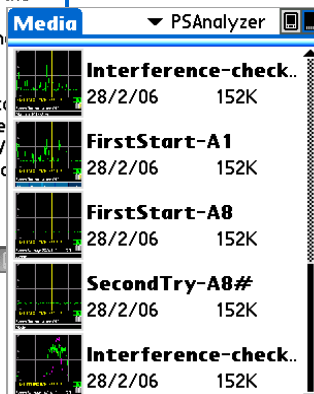 Media
PSAnalyzer
Interference-check..
28/2/06 152K
FirstStart-A1
28/2/06 152K
FirstStart-A8
28/2/06 152K
SecondTry-A8#
28/2/06 152K
Interference-check..
28/2/06 152K